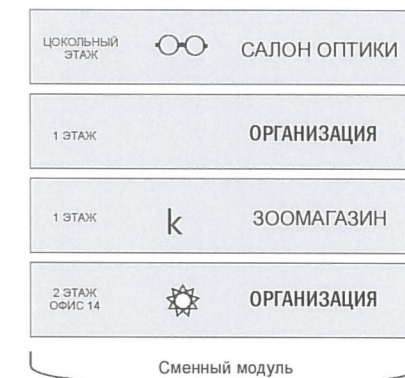 ЦОКОЛЬНЫЙ
ЭТАЖ
САЛОН ОПТИКИ
1 ЭТАЖ
ОРГАНИЗАЦИЯ
1 ЭТАЖ
k
ЗООМАГАЗИН
2 ЭТАЖ
ОФИС 14
ОРГАНИЗАЦИЯ
Сменный модуль